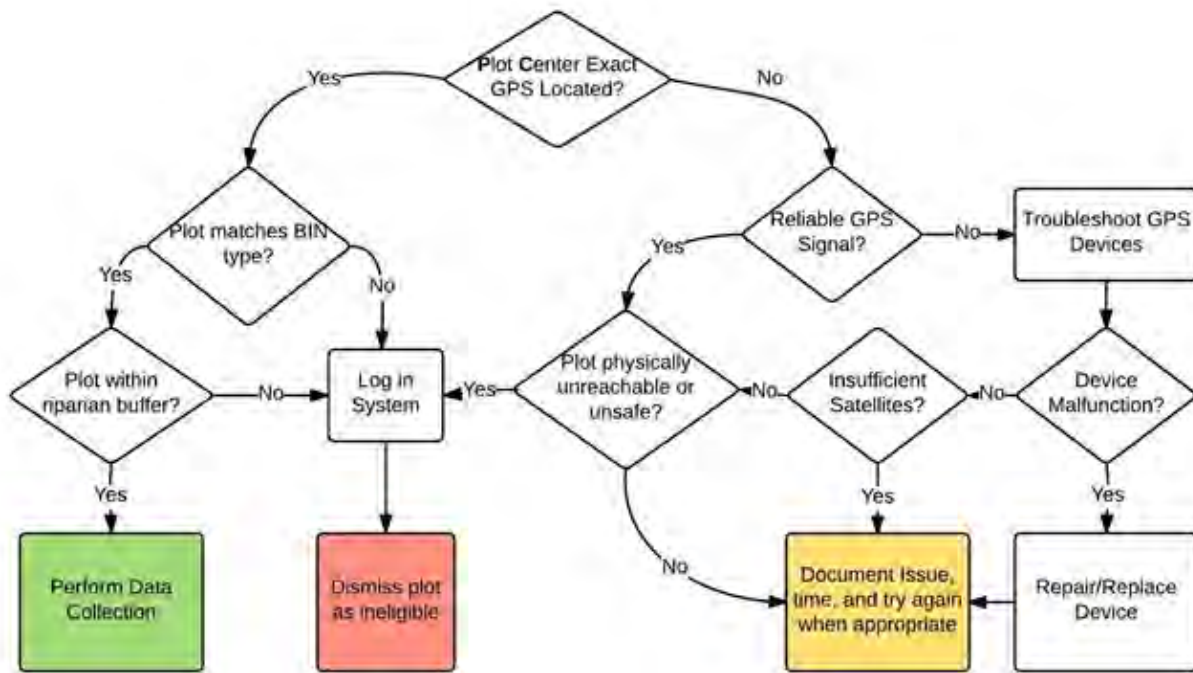 Plot Center Exact
GPS Located?
Yes
No
Plot matches BIN
type?
Reliable GPS
Signal?
No
Troubleshoot GPS
Devices
Yes
Yes
No
Plot within
riparian buffer?
No
Log in
System
Yes
Plot physically
unreachable or
unsafe?
No
Insufficient
Satellites?
No
Device
Malfunction?
Yes
Yes
Yes
No
Perform Data
Collection
Dismiss plot
as ineligible
Document Issue,
time, and try again
when appropriate
Repair/Replace
Device